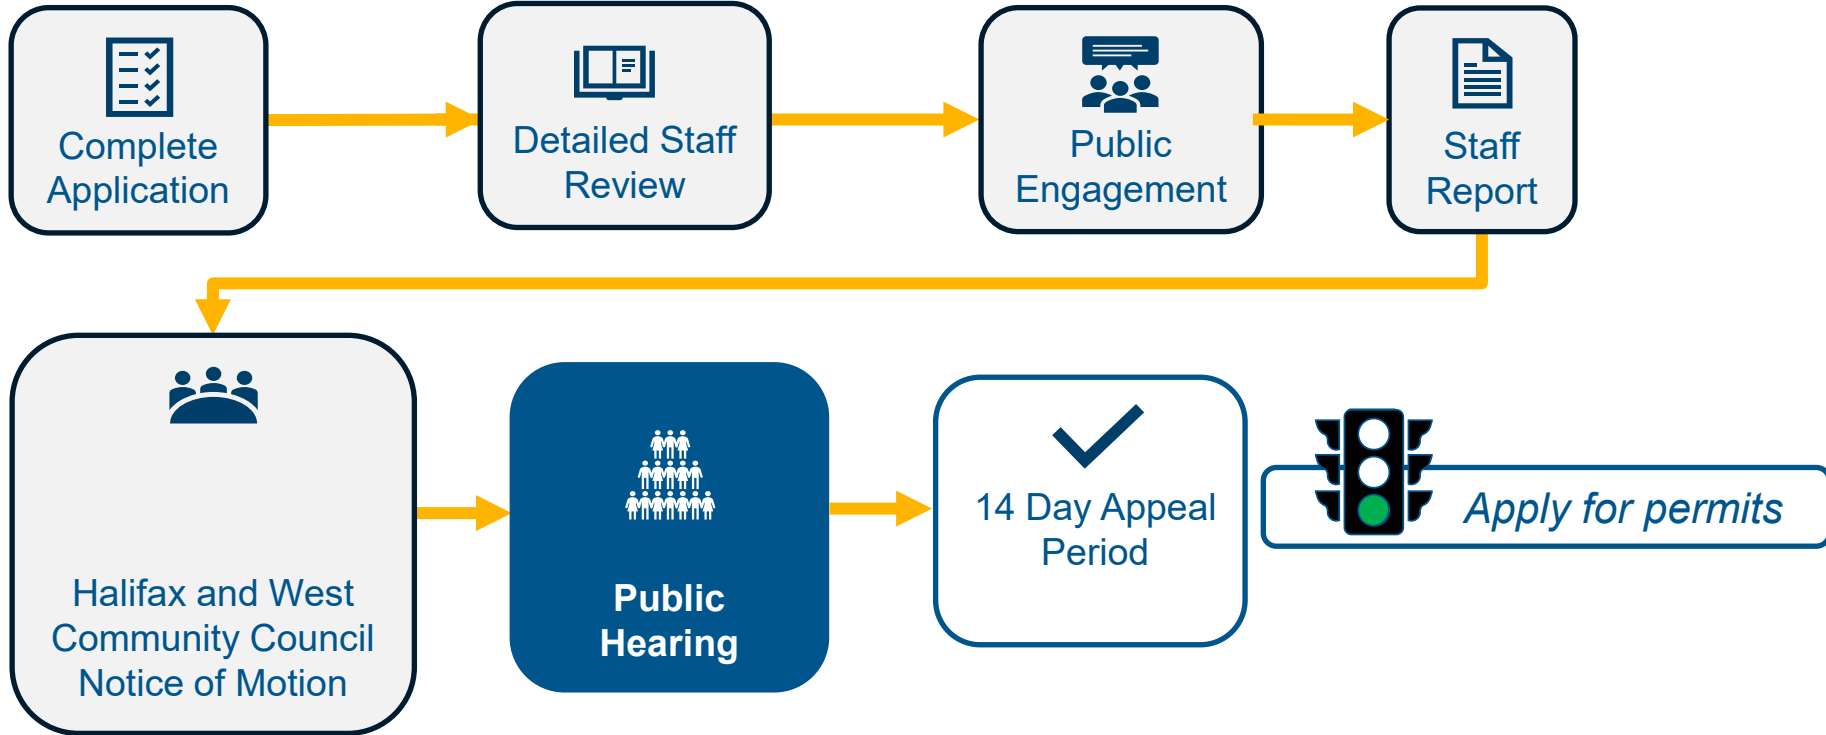 Complete
Application
Detailed Staff
Review
Public
Engagement
Staff
Report
Halifax and West
Community Council
Notice of Motion
Public
Hearing
14 Day Appeal
Period
Apply for permits